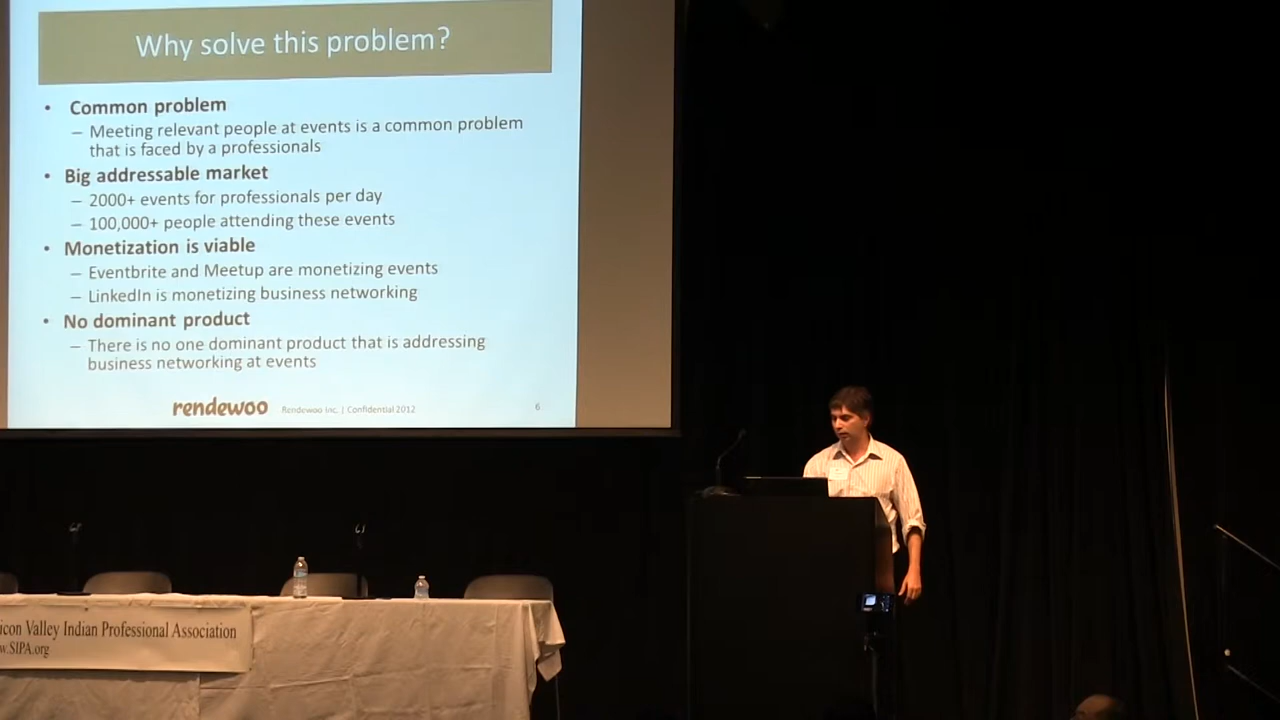 Why solve this problem?
• Common problem
– Meeting relevant people at events is a common problem
that is faced by a professionals
• Big addressable market
– 2000+ events for professionals per day
– 100,000+ people attending these events
• Monetization is viable
– Eventbrite and Meetup are monetizing events
– LinkedIn is monetizing business networking
• No dominant product
– There is no one dominant product that is addressing
business networking at events
rendewoo Rendewoo Inc. | Confidential 2012 6
icon Valley Indian Professional Association
w.SIPA.org